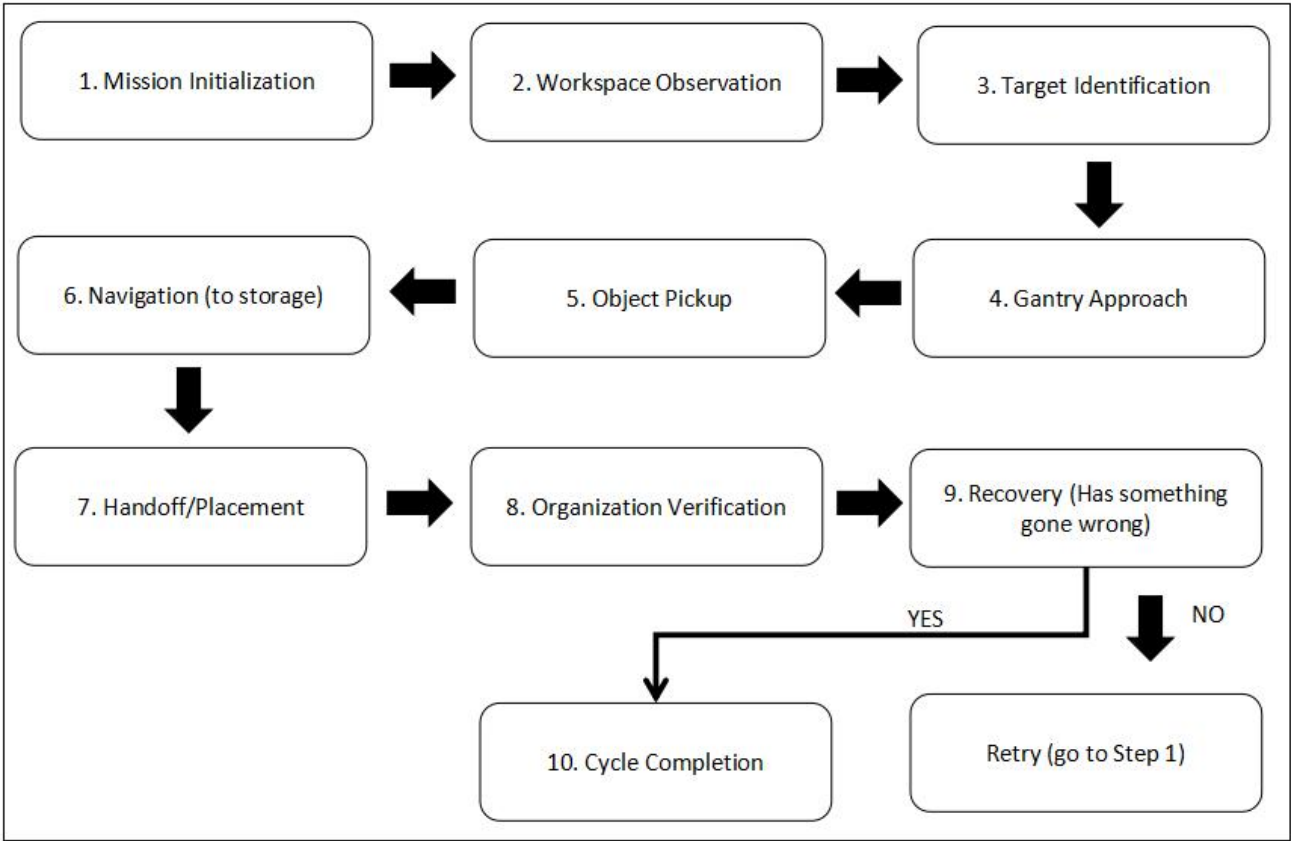 1. Mission Initialization
2. Workspace Observation
3. Target Identification
6. Navigation (to storage)
5. Object Pickup
4. Gantry Approach
7. Handoff/Placement
8. Organization Verification
9. Recovery (Has something
gone wrong)
YES
NO
10. Cycle Completion
Retry (go to Step 1)